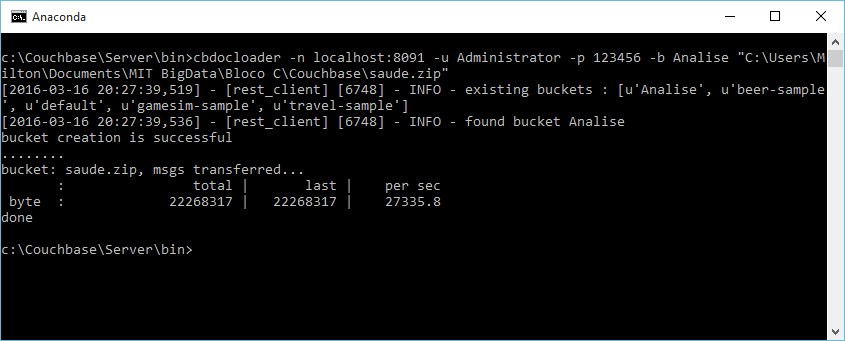 Anaconda
c:\Couchbase\Server\bin>cbdocloader -n localhost:8091 -u Administrator -p 123456 -b Analise "C:\Users\M
ilton\Documents\MIT BigData\Bloco C\Couchbase\saude.zip"
[2016-03-16 20:27:39,519] - [rest_client] [6748] - INFO - existing buckets : [u'Analise', u'beer-sample
', u'default', u'gamesim-sample', u'travel-sample']
[2016-03-16 20:27:39,536] - [rest_client] [6748] - INFO - found bucket Analise
bucket creation is successful
........
bucket: saude.zip, msgs transferred...
       :                total |       last |    per sec
 byte  :             22268317 |   22268317 |    27335.8
done
c:\Couchbase\Server\bin>